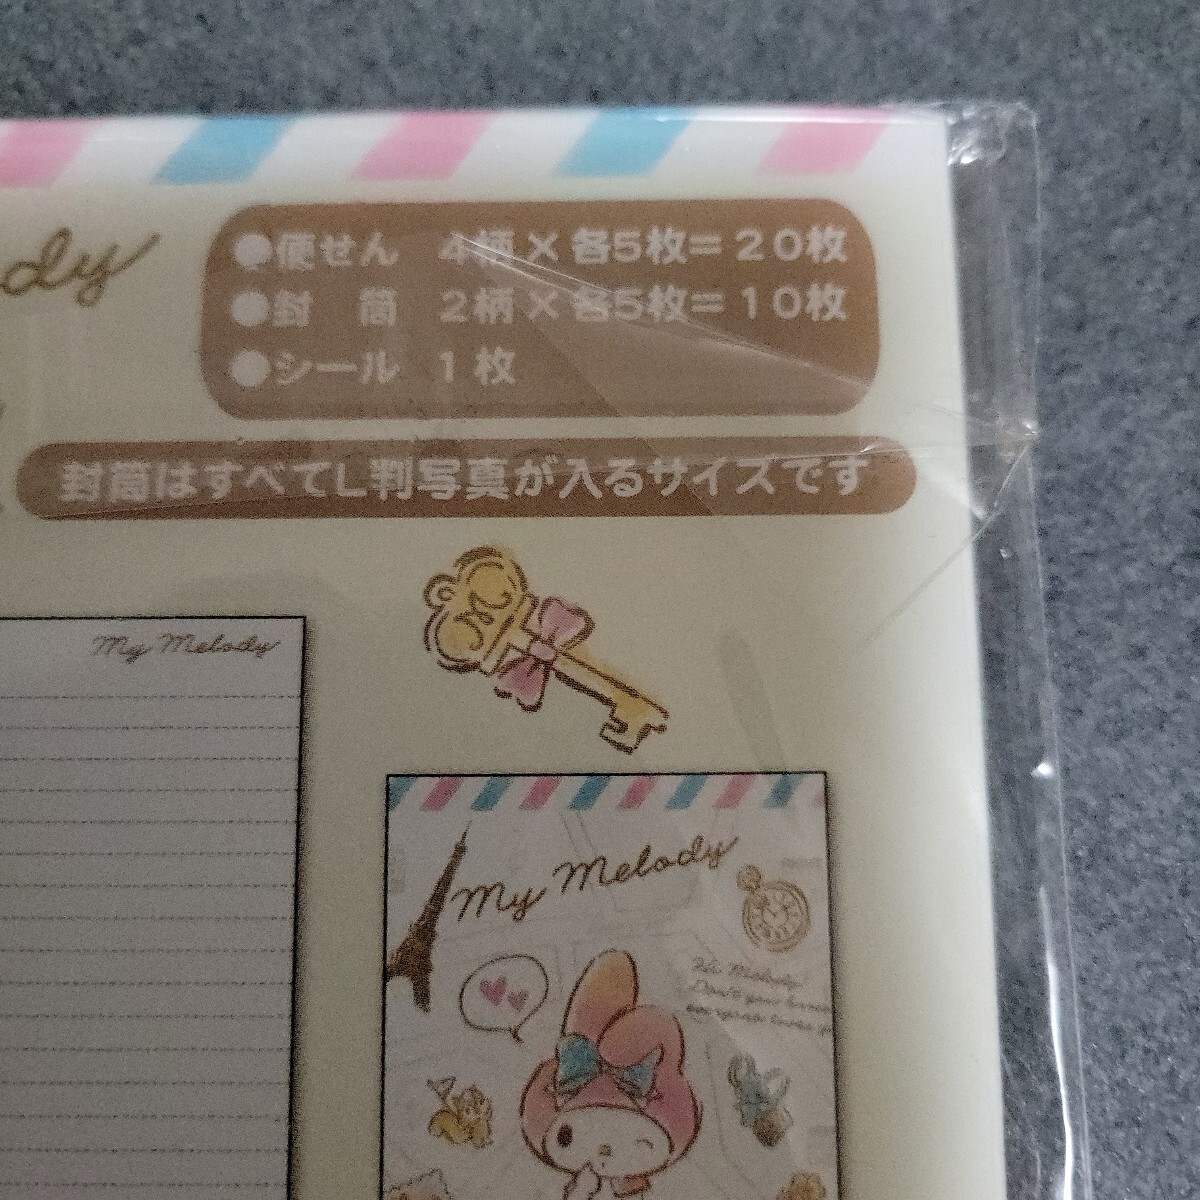 ●便せん　4柄×各5枚＝20枚
●封　筒　2柄×各5枚＝10枚
●シール　1枚
封筒はすべてL判写真が入るサイズです
My Melody
My Melody